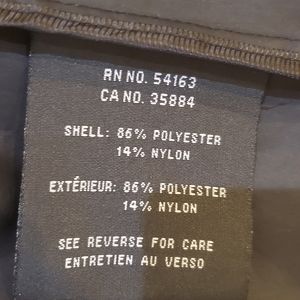 RN NO. 54163
CA NO. 35884
SHELL: 86% POLYESTER
14% NYLON
EXTÉRIEUR: 86% POLYESTER
14% NYLON
SEE REVERSE FOR CARE
ENTRETIEN AU VERSO